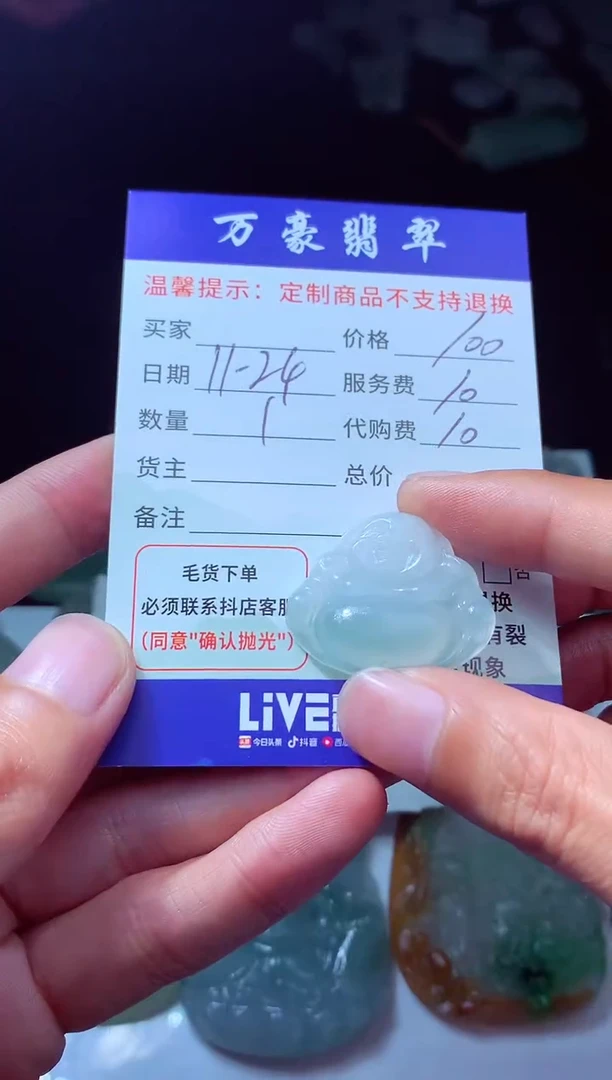 万豪翡翠
温馨提示：定制商品不支持退换
买家 价格 100
日期 11-24 服务费 10
数量 1 代购费 10
货主 总价
备注
毛货下单
必须联系抖店客服
(同意"确认抛光")
否
退换
有裂
现象
LiVE
今日头条 抖音